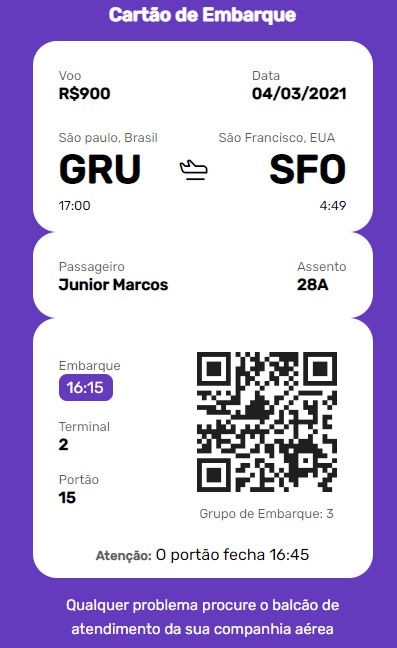 Cartão de Embarque
Voo Data
R$900 04/03/2021
São paulo, Brasil São Francisco, EUA
GRU SFO
17:00 4:49
Passageiro Assento
Junior Marcos 28A
Embarque
16:15
Terminal
2
Portão
15
Grupo de Embarque: 3
Atenção: O portão fecha 16:45
Qualquer problema procure o balcão de
atendimento da sua companhia aérea